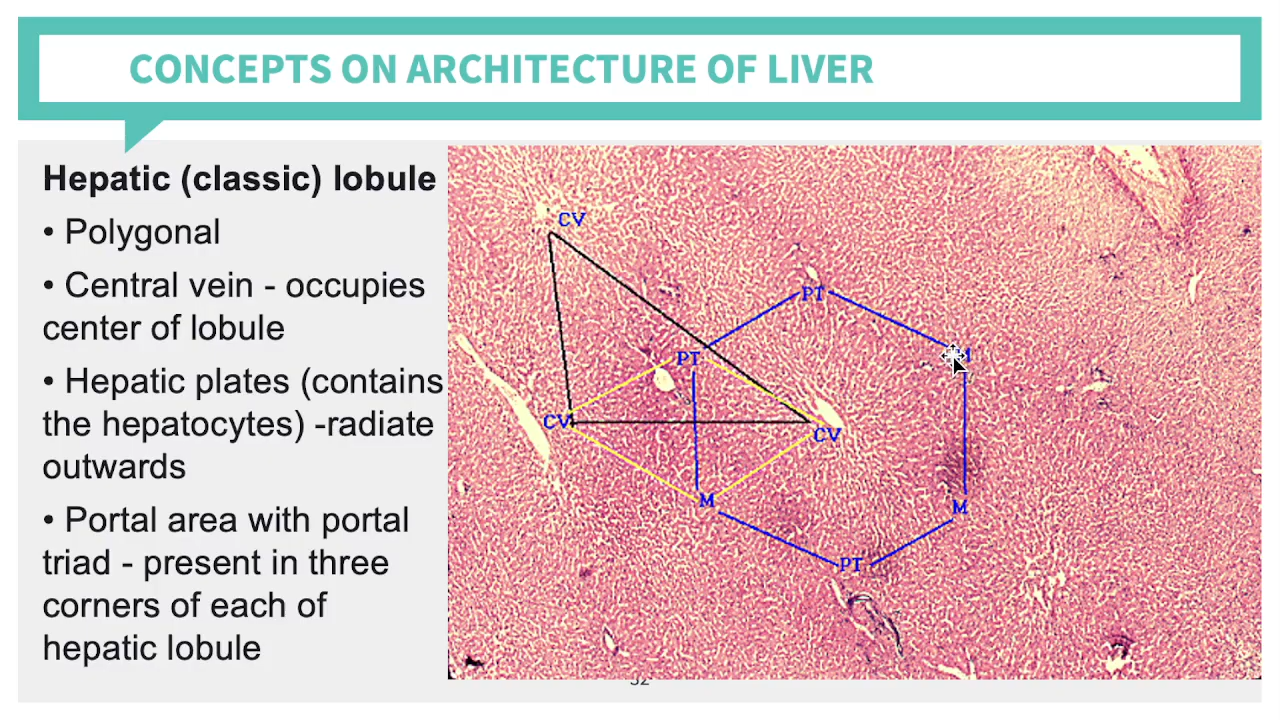 CONCEPTS ON ARCHITECTURE OF LIVER
Hepatic (classic) lobule
• Polygonal
• Central vein - occupies
center of lobule
• Hepatic plates (contains
the hepatocytes) -radiate
outwards
• Portal area with portal
triad - present in three
corners of each of
hepatic lobule
CV
PT
PT
CV
CV
M
M
PT